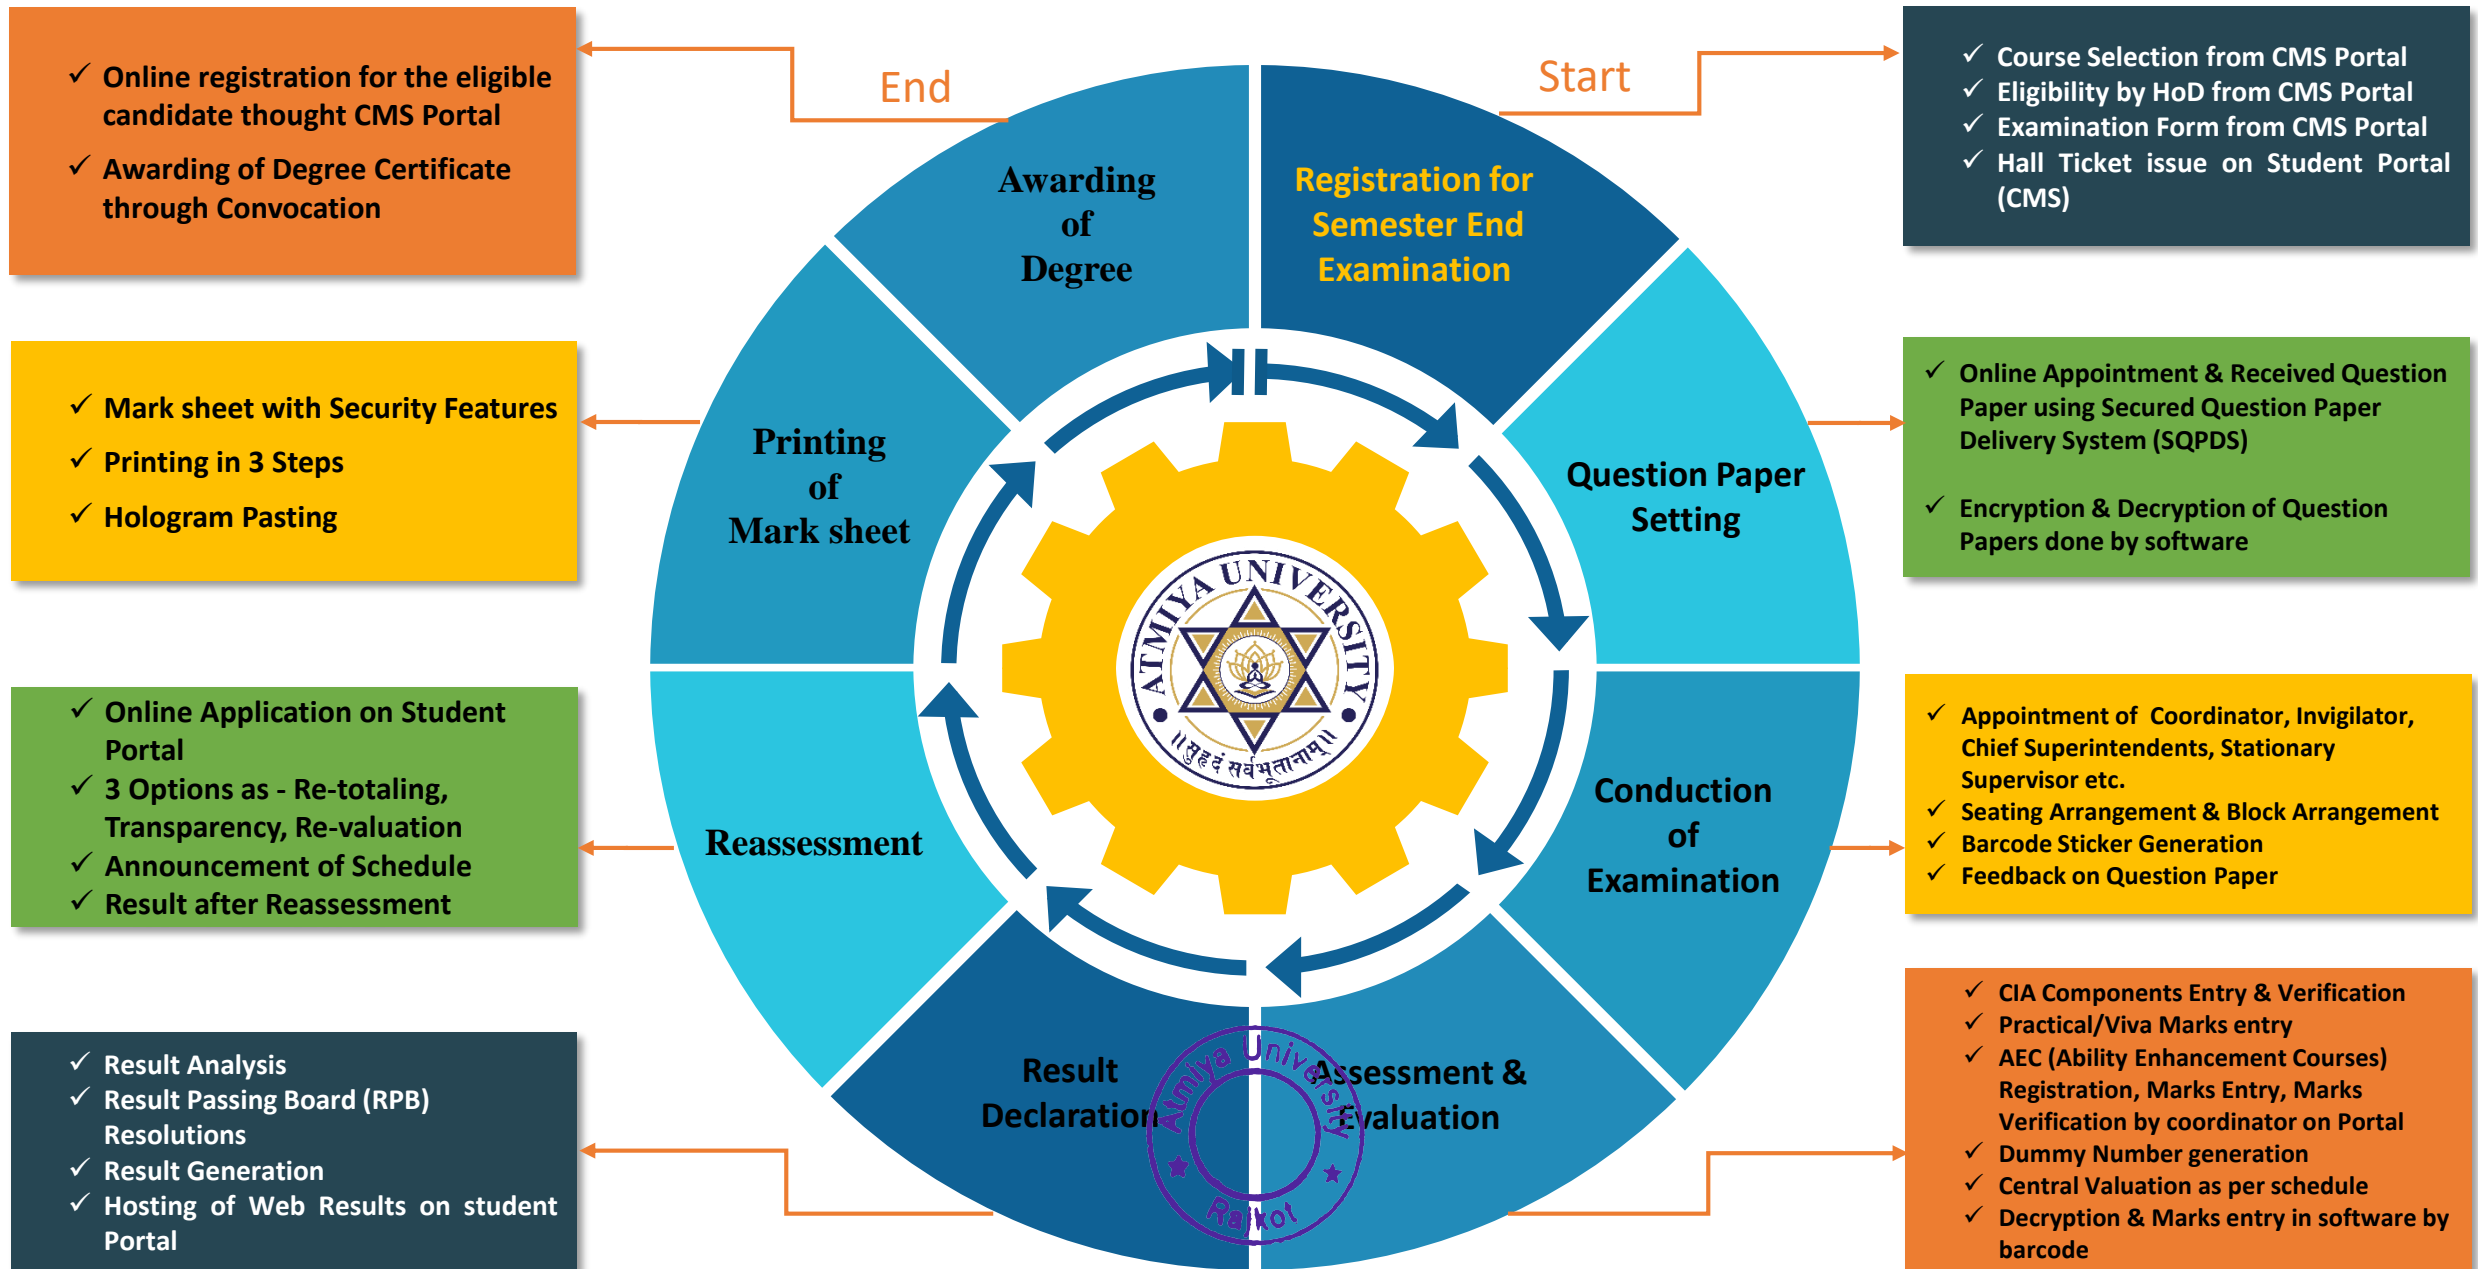 End
Start
✓ Online registration for the eligible
candidate thought CMS Portal
✓ Awarding of Degree Certificate
through Convocation
✓ Course Selection from CMS Portal
✓ Eligibility by HoD from CMS Portal
✓ Examination Form from CMS Portal
✓ Hall Ticket issue on Student Portal
(CMS)
Awarding
of
Degree
Registration for
Semester End
Examination
✓ Mark sheet with Security Features
✓ Printing in 3 Steps
✓ Hologram Pasting
Printing
of
Mark sheet
Question Paper
Setting
✓ Online Appointment & Received Question
Paper using Secured Question Paper
Delivery System (SQPDS)
✓ Encryption & Decryption of Question
Papers done by software
ATMIYA UNIVERSITY
॥सुहृदं सर्वभूतानाम्॥
✓ Online Application on Student
Portal
✓ 3 Options as - Re-totaling,
Transparency, Re-valuation
✓ Announcement of Schedule
✓ Result after Reassessment
Reassessment
Conduction
of
Examination
✓ Appointment of Coordinator, Invigilator,
Chief Superintendents, Stationary
Supervisor etc.
✓ Seating Arrangement & Block Arrangement
✓ Barcode Sticker Generation
✓ Feedback on Question Paper
✓ Result Analysis
✓ Result Passing Board (RPB)
Resolutions
✓ Result Generation
✓ Hosting of Web Results on student
Portal
Result
Declaration
Assessment &
Evaluation
Atmiya University
Rajkot
✓ CIA Components Entry & Verification
✓ Practical/Viva Marks entry
✓ AEC (Ability Enhancement Courses)
Registration, Marks Entry, Marks
Verification by coordinator on Portal
✓ Dummy Number generation
✓ Central Valuation as per schedule
✓ Decryption & Marks entry in software by
barcode